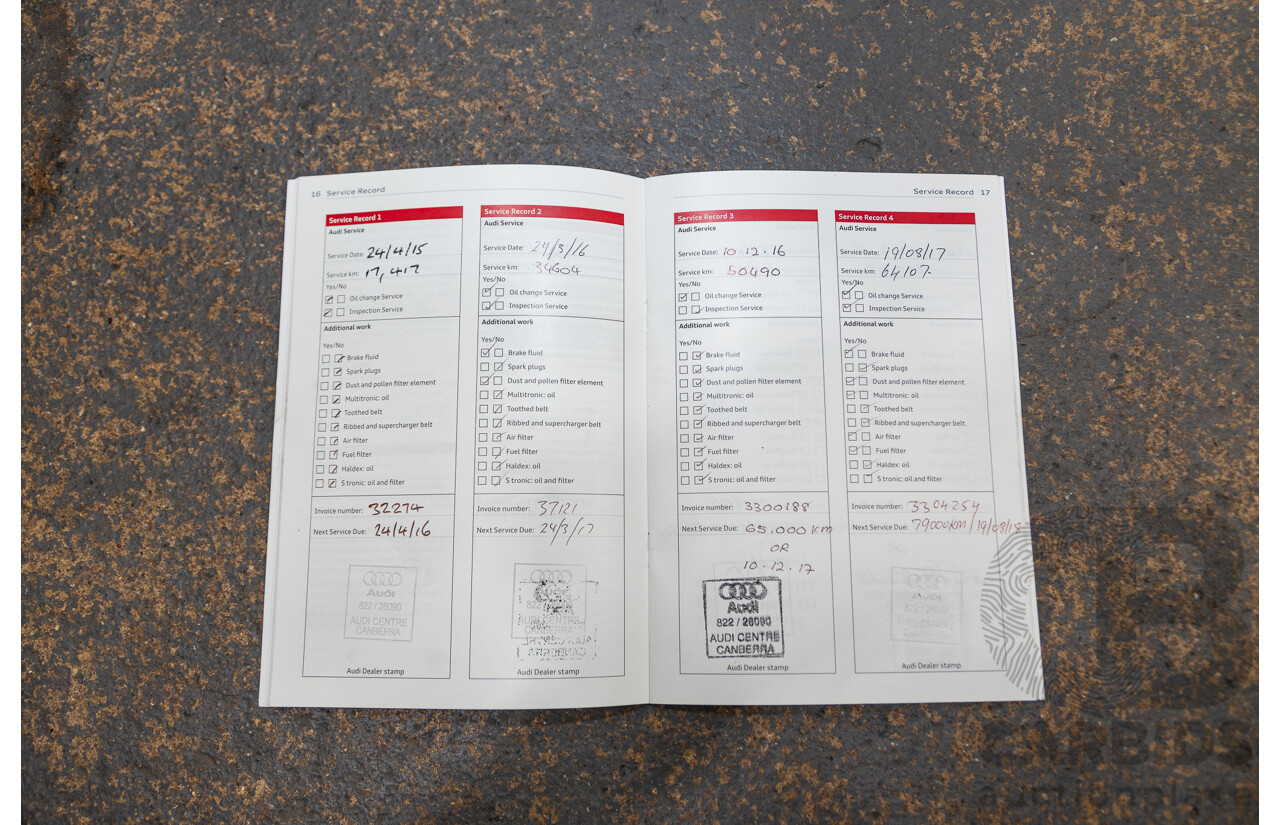 16 Service Record
Service Record 1
Audi Service
Service Date: 24/4/15
Service km: 17,417
Yes/No
Oil change Service
Inspection Service
Additional work
Yes/No
Brake fluid
Spark plugs
Dust and pollen filter element
Multitronic: oil
Toothed belt
Ribbed and supercharger belt
Air filter
Fuel filter
Haldex: oil
S tronic: oil and filter
Invoice number: 32274
Next Service Due: 24/4/16
Audi
822 / 26090
AUDI CENTRE
CANBERRA
Audi Dealer stamp
Service Record 2
Audi Service
Service Date: 24/3/16
Service km: 34604
Yes/No
Oil change Service
Inspection Service
Additional work
Yes/No
Brake fluid
Spark plugs
Dust and pollen filter element
Multitronic: oil
Toothed belt
Ribbed and supercharger belt
Air filter
Fuel filter
Haldex: oil
S tronic: oil and filter
Invoice number: 37121
Next Service Due: 24/3/17
AUDI CENTRE
CANBERRA
Audi Dealer stamp
Service Record 17
Service Record 3
Audi Service
Service Date: 10.12.16
Service km: 50490
Yes/No
Oil change Service
Inspection Service
Additional work
Yes/No
Brake fluid
Spark plugs
Dust and pollen filter element
Multitronic: oil
Toothed belt
Ribbed and supercharger belt
Air filter
Fuel filter
Haldex: oil
S tronic: oil and filter
Invoice number: 3300188
Next Service Due: 65,000 km
OR
10.12.17
Audi
822 / 26090
AUDI CENTRE
CANBERRA
Audi Dealer stamp
Service Record 4
Audi Service
Service Date: 19/08/17
Service km: 64107.
Yes/No
Oil change Service
Inspection Service
Additional work
Yes/No
Brake fluid
Spark plugs
Dust and pollen filter element
Multitronic: oil
Toothed belt
Ribbed and supercharger belt
Air filter
Fuel filter
Haldex: oil
S tronic: oil and filter
Invoice number: 3304254
Next Service Due: 79000KM / 19/08/18
Audi
822 / 26090
Audi Dealer stamp